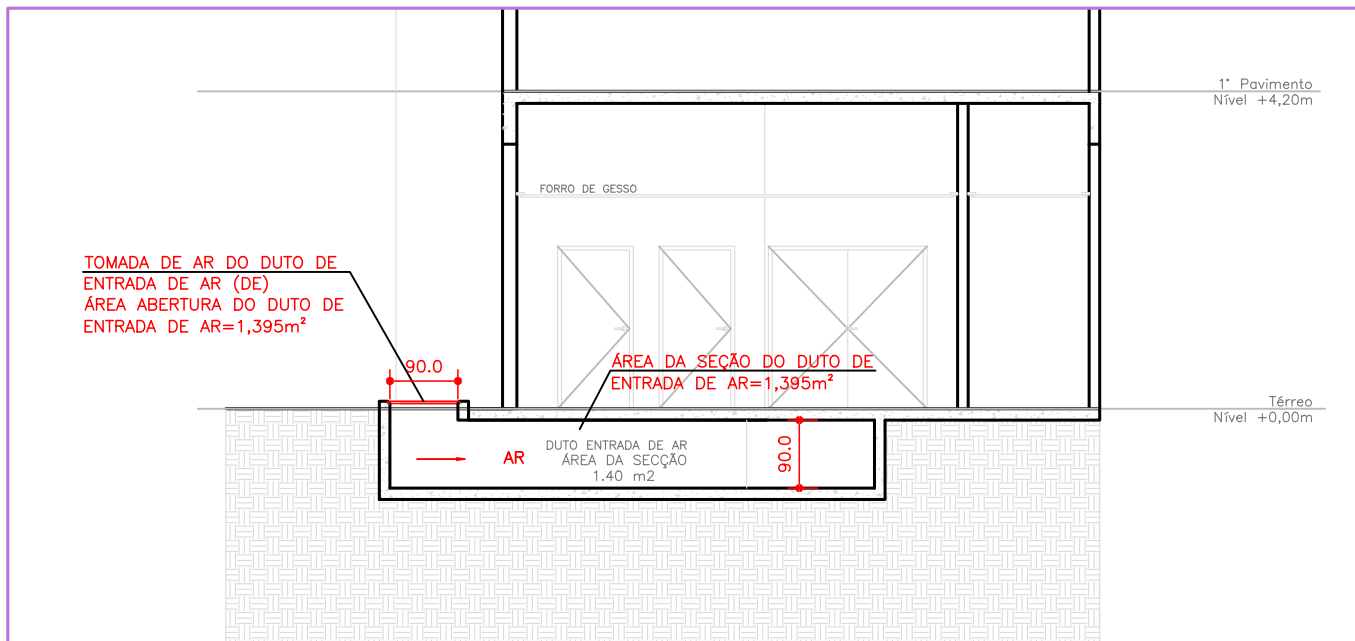 1° Pavimento
Nível +4,20m
FORRO DE GESSO
TOMADA DE AR DO DUTO DE
ENTRADA DE AR (DE)
ÁREA ABERTURA DO DUTO DE
ENTRADA DE AR=1,395m²
90.0
ÁREA DA SEÇÃO DO DUTO DE
ENTRADA DE AR=1,395m²
Térreo
Nível +0,00m
DUTO ENTRADA DE AR
ÁREA DA SECÇÃO
1.40 m2
AR
90.0